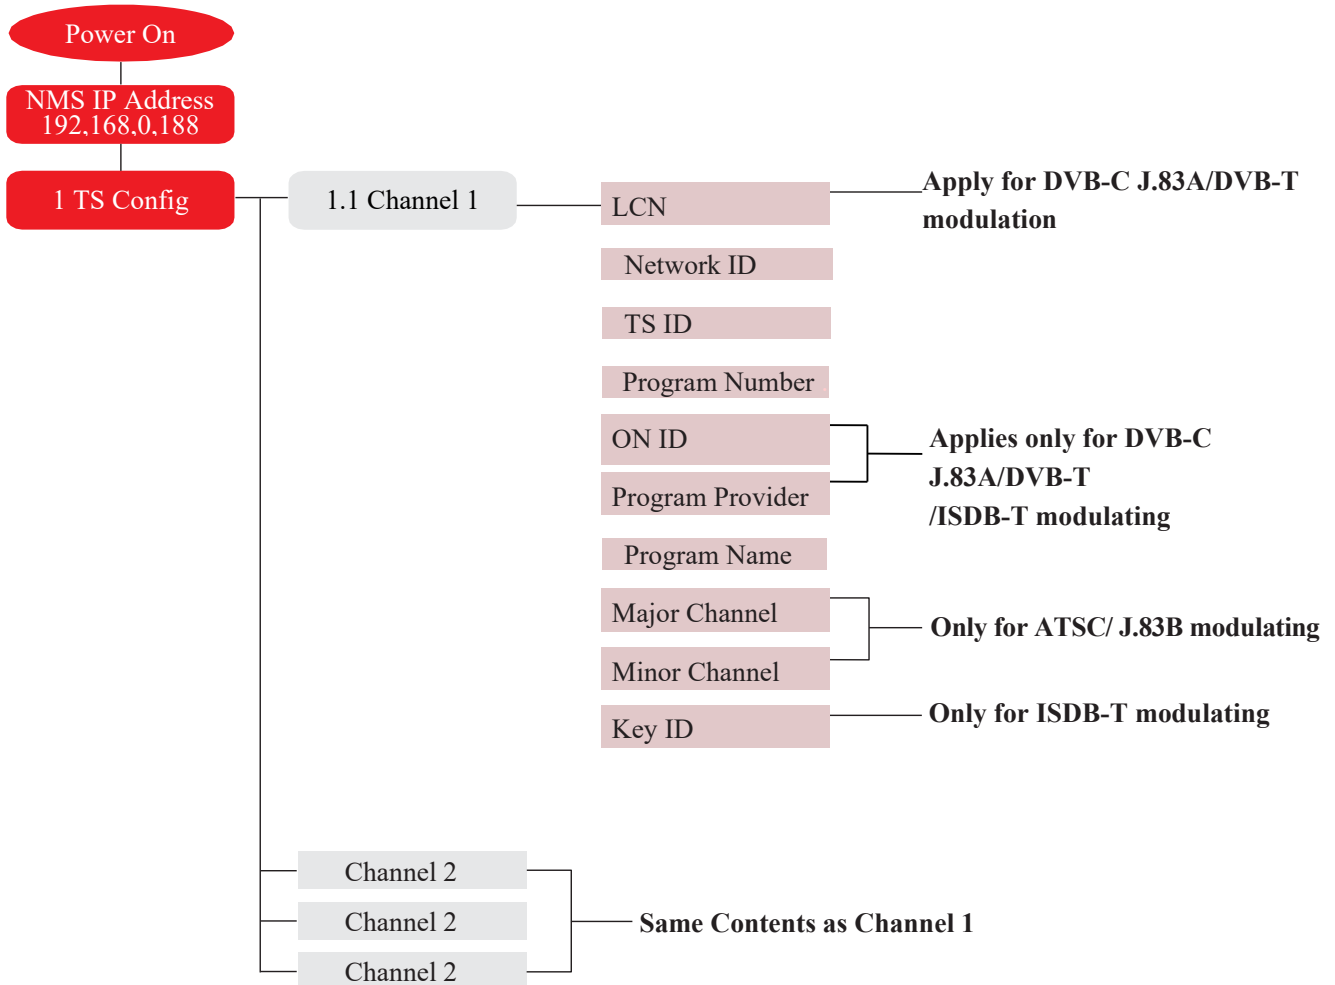 Power On
NMS IP Address
192,168,0,188
1 TS Config
1.1 Channel 1
LCN
Apply for DVB-C J.83A/DVB-T
modulation
Network ID
TS ID
Program Number
ON ID
Program Provider
Applies only for DVB-C
J.83A/DVB-T
/ISDB-T modulating
Program Name
Major Channel
Minor Channel
Only for ATSC/ J.83B modulating
Key ID
Only for ISDB-T modulating
Channel 2
Channel 2
Channel 2
Same Contents as Channel 1